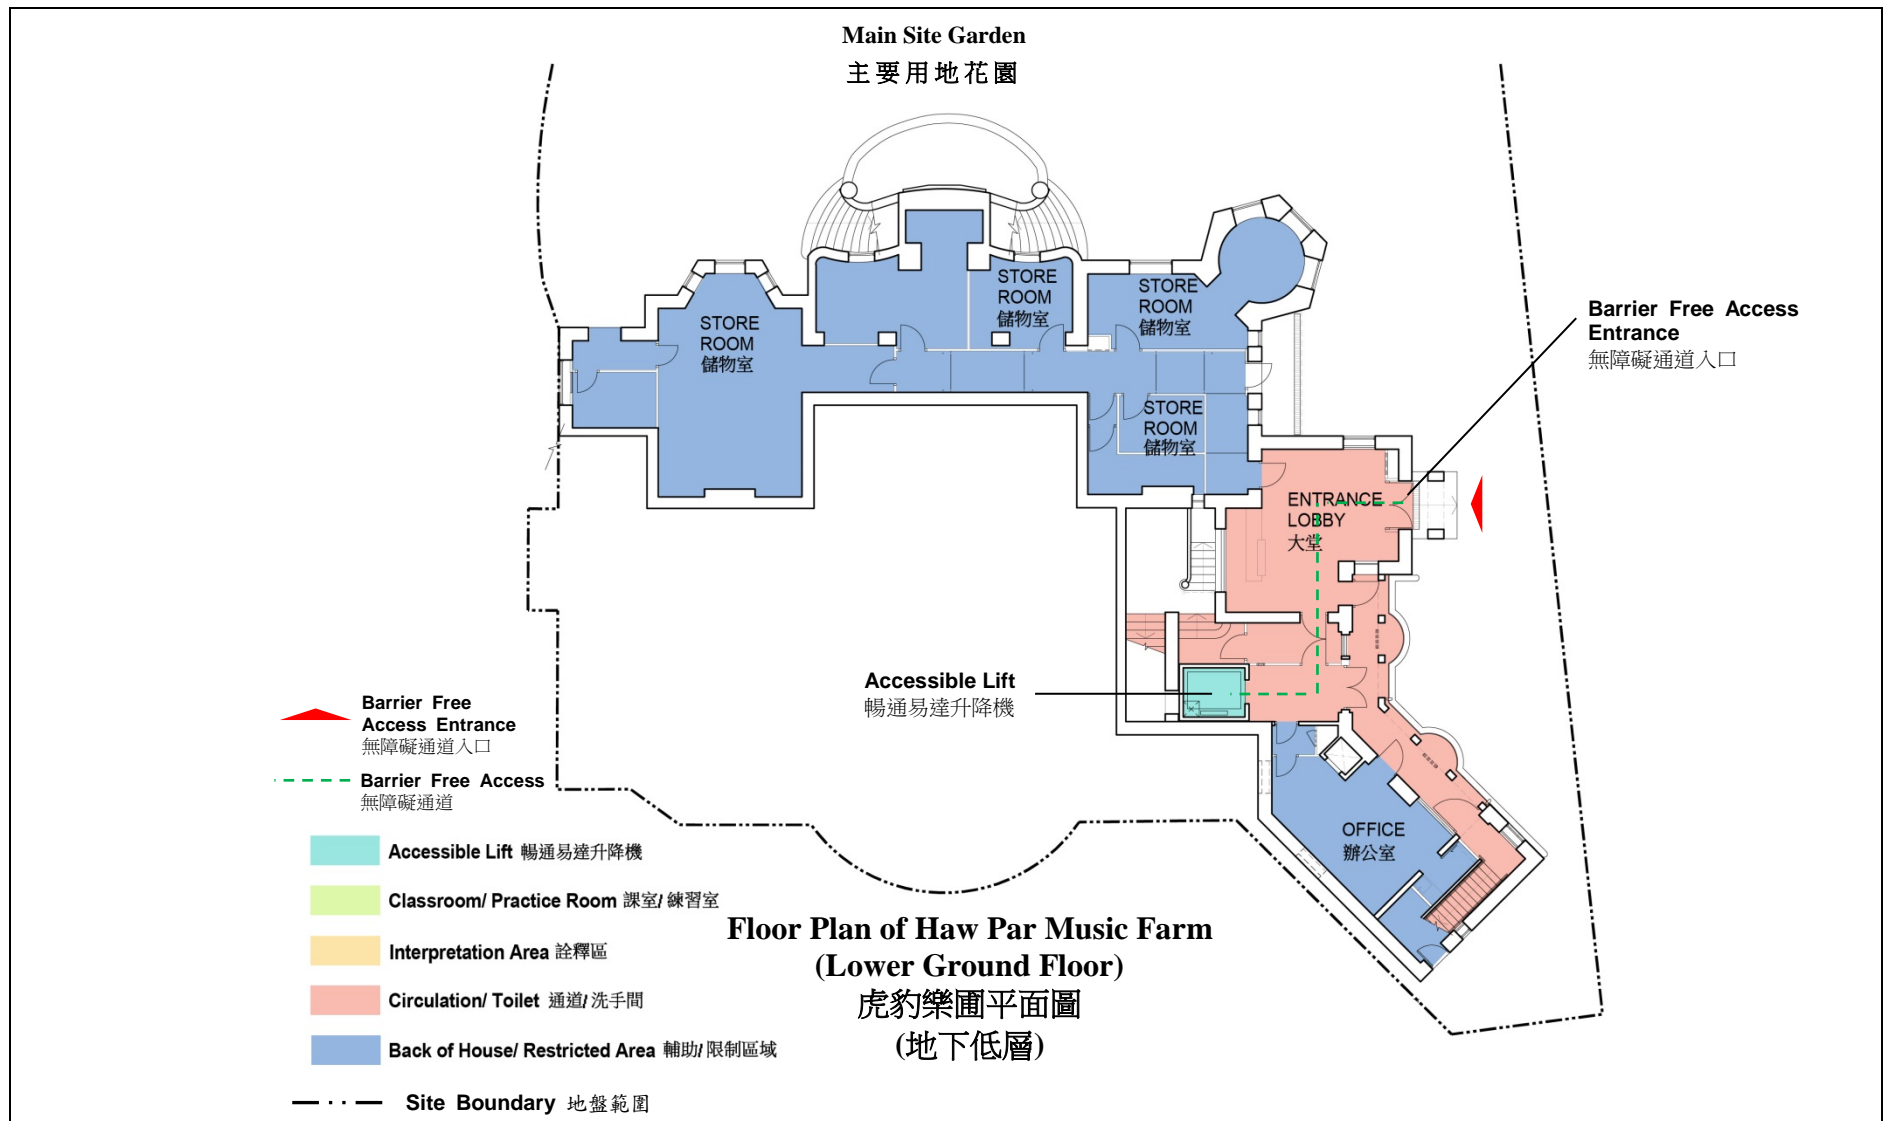 Main Site Garden
主要用地花園
STORE
ROOM
儲物室
STORE
ROOM
儲物室
STORE
ROOM
儲物室
STORE
ROOM
儲物室
Barrier Free Access
Entrance
無障礙通道入口
ENTRANCE
LOBBY
大堂
Accessible Lift
暢通易達升降機
OFFICE
辦公室
Barrier Free
Access Entrance
無障礙通道入口
Barrier Free Access
無障礙通道
Accessible Lift 暢通易達升降機
Classroom/ Practice Room 課室/ 練習室
Interpretation Area 詮釋區
Circulation/ Toilet 通道/ 洗手間
Back of House/ Restricted Area 輔助/ 限制區域
Site Boundary 地盤範圍
Floor Plan of Haw Par Music Farm
(Lower Ground Floor)
虎豹樂圃平面圖
(地下低層)